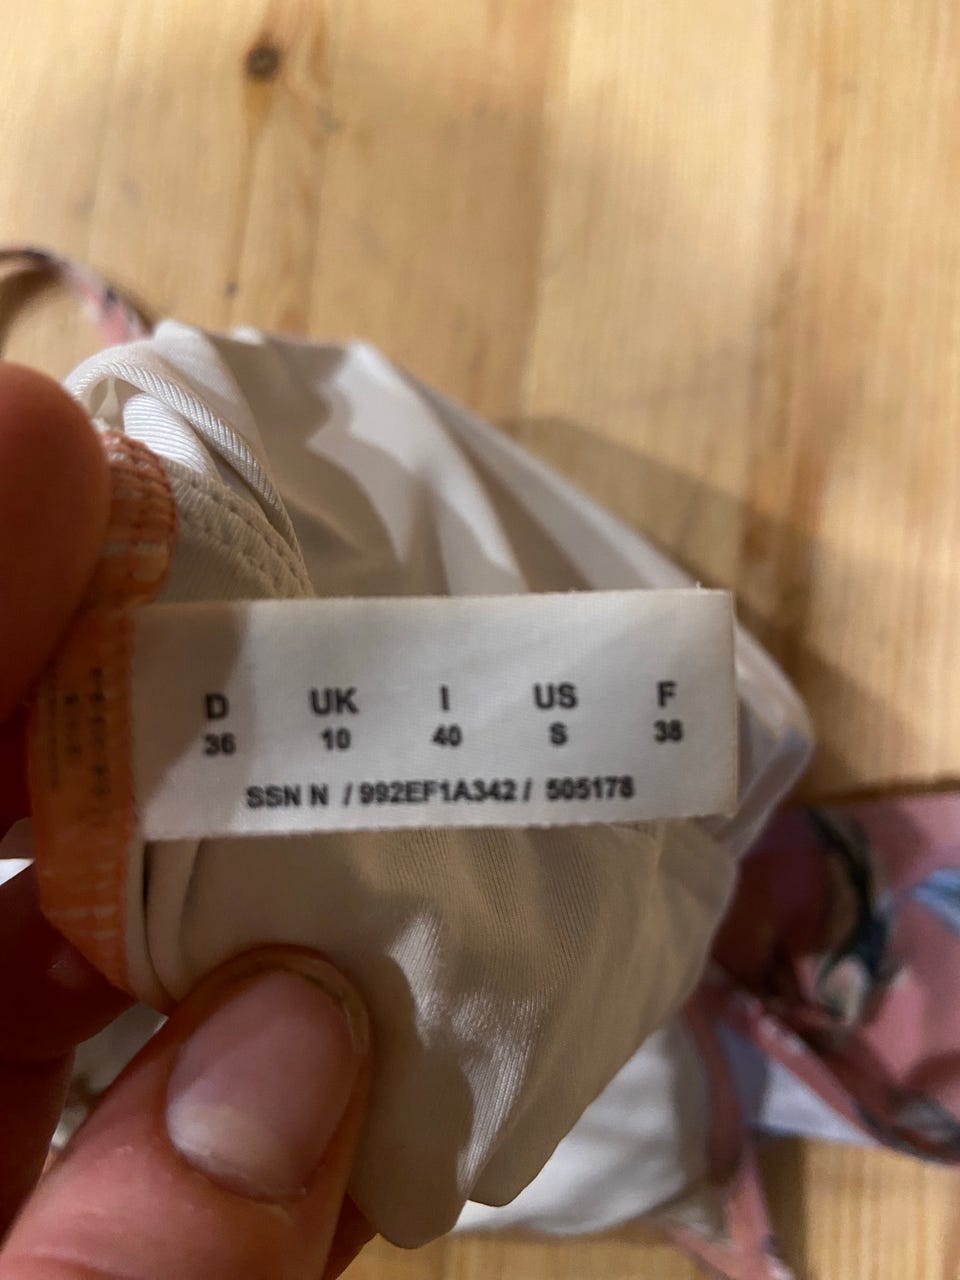 D UK I US F
36 10 40 S 38
SSN N / 992EF1A342 / 505178